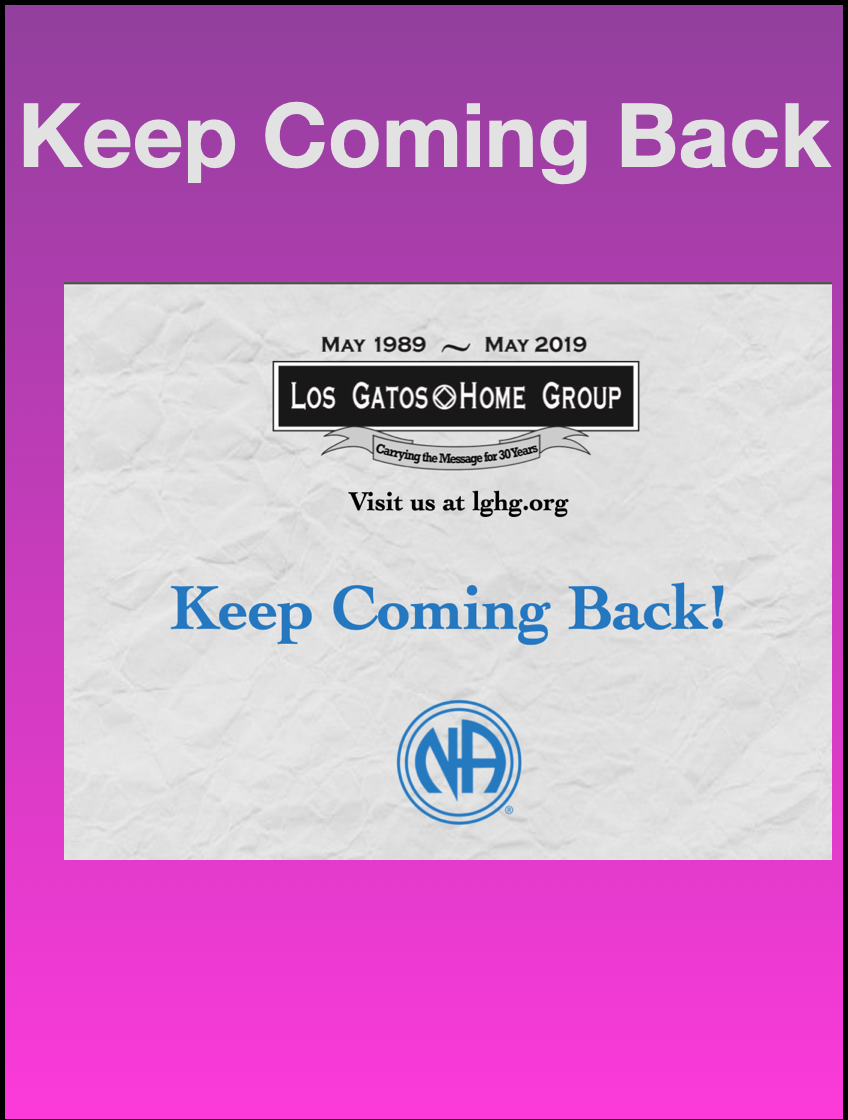 Keep Coming Back
MAY 1989 ~ MAY 2019
LOS GATOS HOME GROUP
Carrying the Message for 30 Years
Visit us at lghg.org
Keep Coming Back!
NA
®